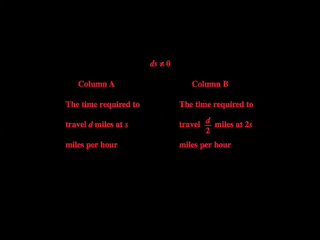 ds ≠ 0
Column A Column B
The time required to The time required to
travel d miles at s travel d/2 miles at 2s
miles per hour miles per hour